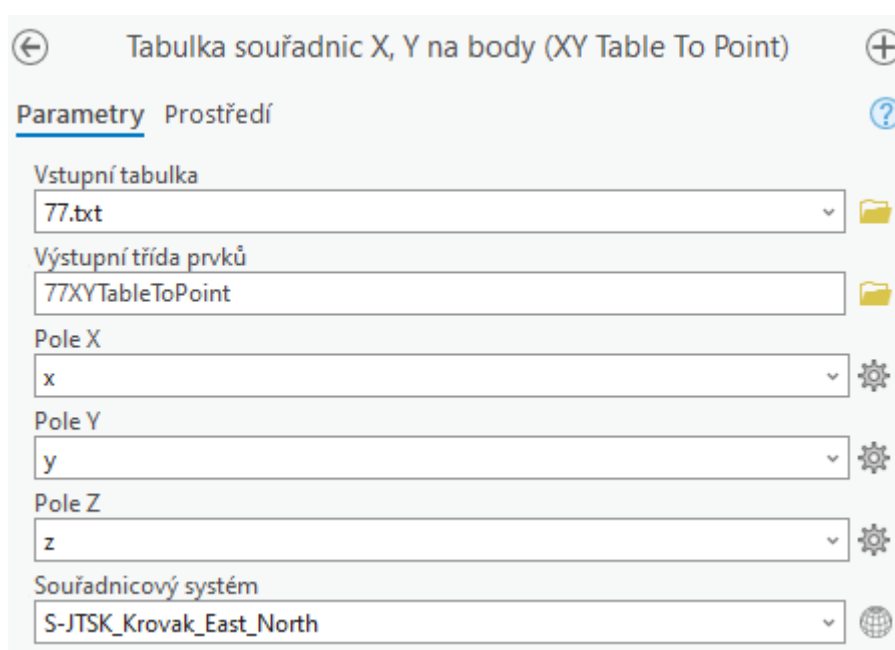 Tabulka souřadnic X, Y na body (XY Table To Point)
Parametry Prostředí
Vstupní tabulka
77.txt
Výstupní třída prvků
77XYTableToPoint
Pole X
x
Pole Y
y
Pole Z
z
Souřadnicový systém
S-JTSK_Krovak_East_North